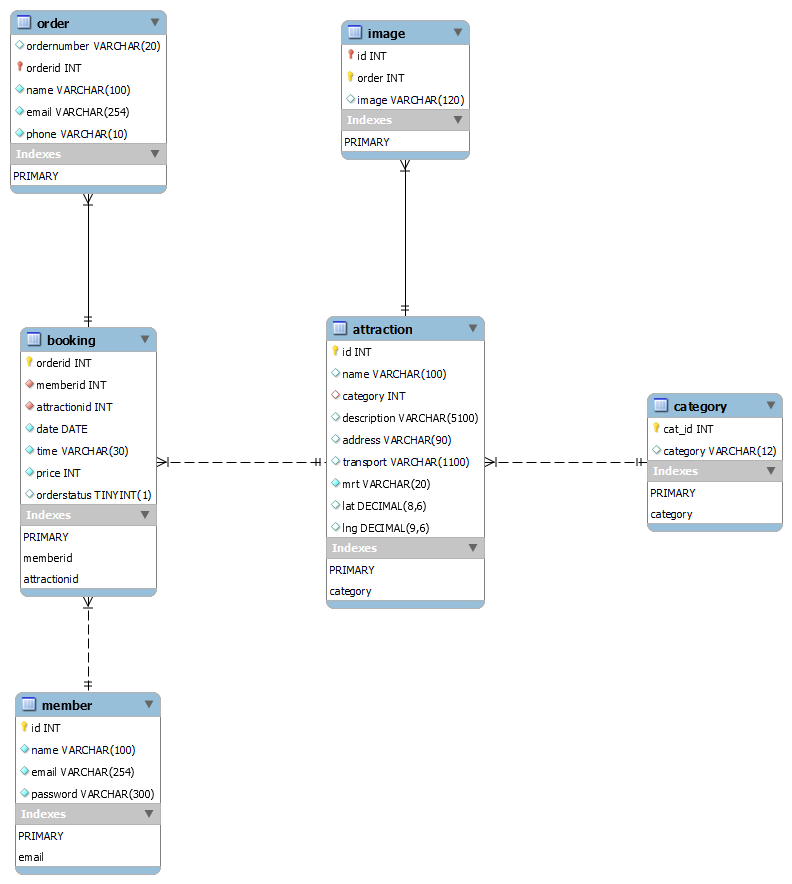 order
ordernumber VARCHAR(20)
orderid INT
name VARCHAR(100)
email VARCHAR(254)
phone VARCHAR(10)
Indexes
PRIMARY
image
id INT
order INT
image VARCHAR(120)
Indexes
PRIMARY
booking
orderid INT
memberid INT
attractionid INT
date DATE
time VARCHAR(30)
price INT
orderstatus TINYINT(1)
Indexes
PRIMARY
memberid
attractionid
attraction
id INT
name VARCHAR(100)
category INT
description VARCHAR(5100)
address VARCHAR(90)
transport VARCHAR(1100)
mrt VARCHAR(20)
lat DECIMAL(8,6)
lng DECIMAL(9,6)
Indexes
PRIMARY
category
category
cat_id INT
category VARCHAR(12)
Indexes
PRIMARY
category
member
id INT
name VARCHAR(100)
email VARCHAR(254)
password VARCHAR(300)
Indexes
PRIMARY
email